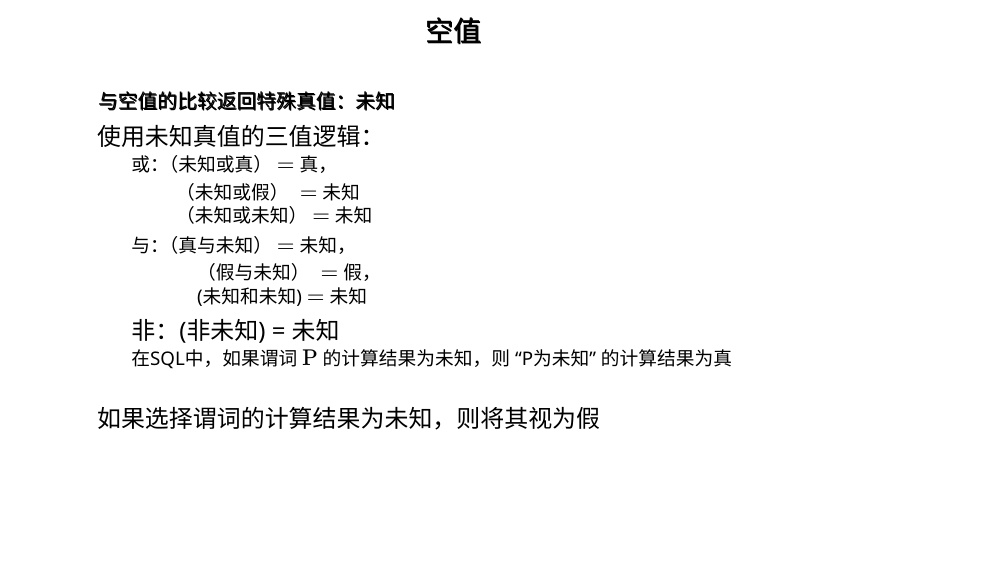 空值
与空值的比较返回特殊真值：未知
使用未知真值的三值逻辑：
或：（未知或真） = 真，
（未知或假） = 未知
（未知或未知） = 未知
与：（真与未知） = 未知，
（假与未知） = 假，
(未知和未知) = 未知
非：(非未知) = 未知
在SQL中，如果谓词 P 的计算结果为未知，则 “P为未知” 的计算结果为真
如果选择谓词的计算结果为未知，则将其视为假